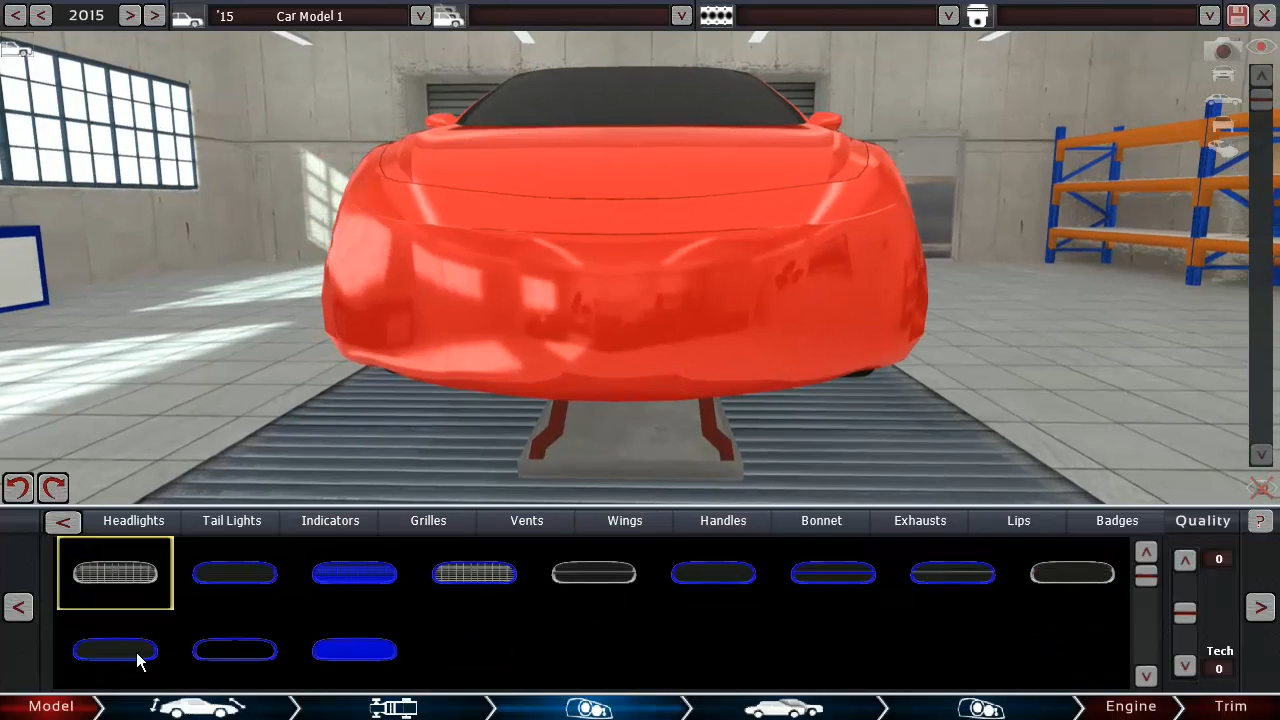 2015
'15 Car Model 1
Headlights Tail Lights Indicators Grilles Vents Wings Handles Bonnet Exhausts Lips Badges Quality ?
0
Tech
0
Model Engine Trim